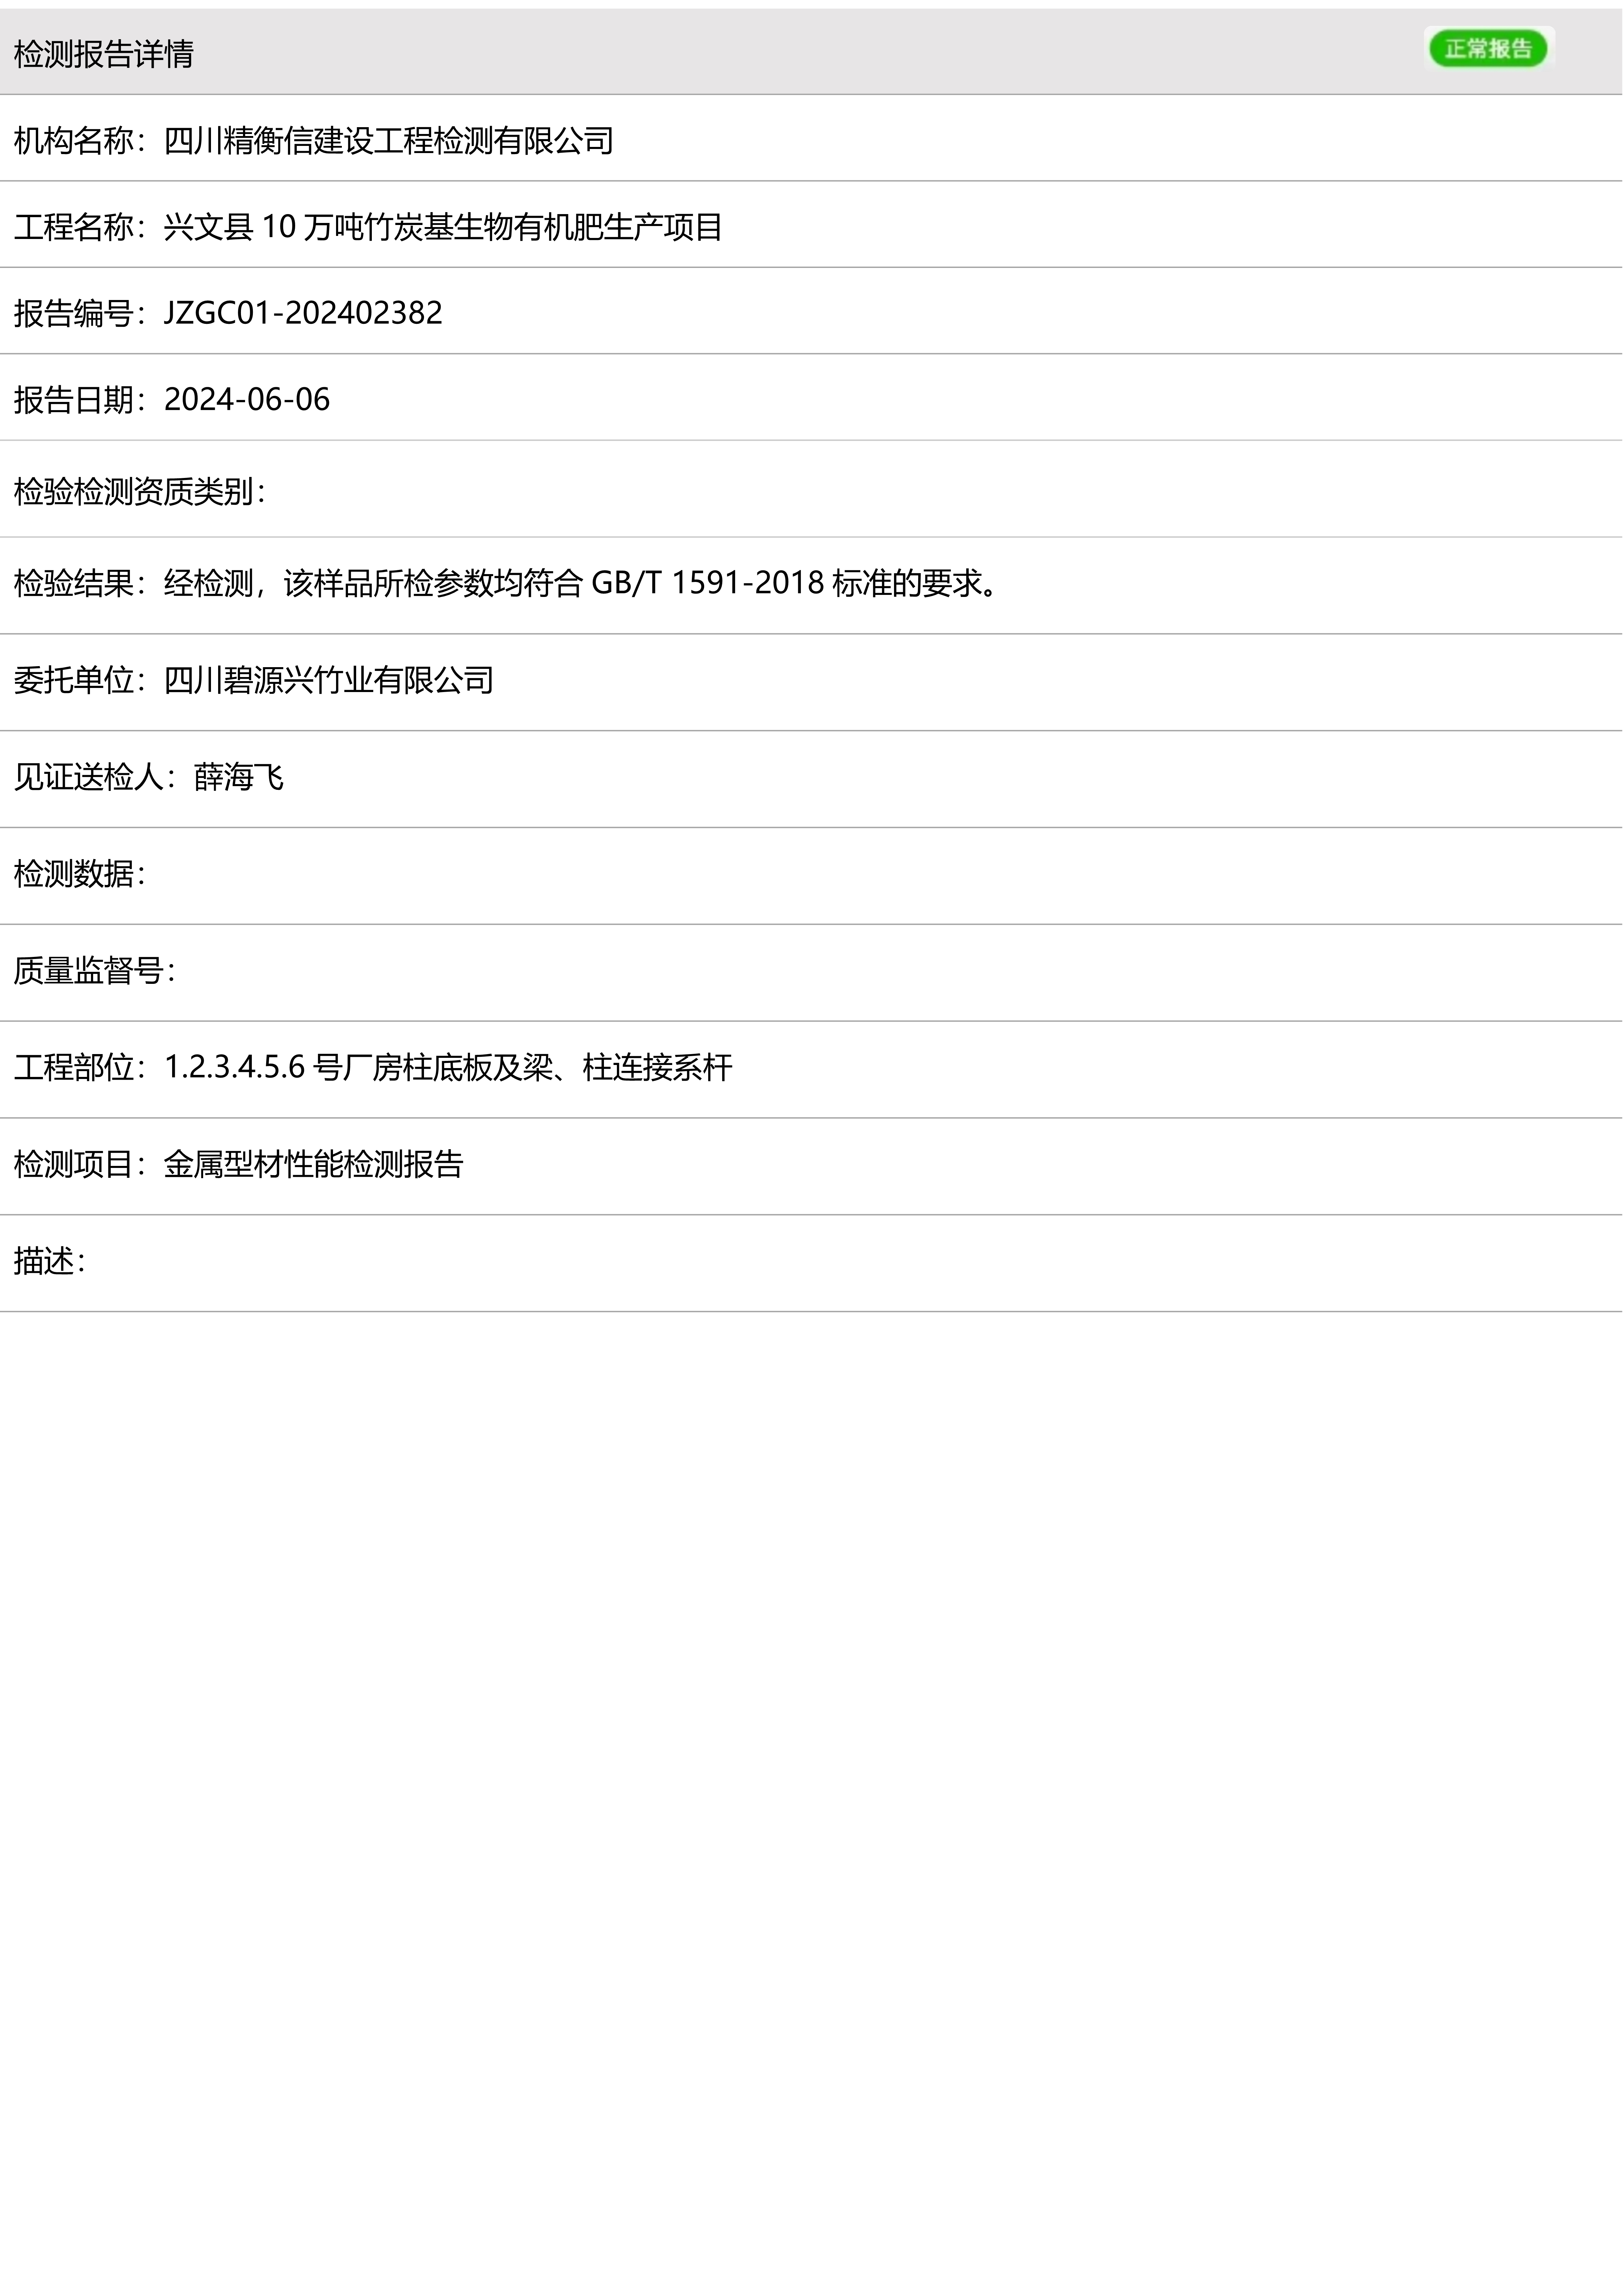 检测报告详情
正常报告
机构名称：四川精衡信建设工程检测有限公司
工程名称：兴文县 10 万吨竹炭基生物有机肥生产项目
报告编号：JZGC01-202402382
报告日期：2024-06-06
检验检测资质类别：
检验结果：经检测，该样品所检参数均符合 GB/T 1591-2018 标准的要求。
委托单位：四川碧源兴竹业有限公司
见证送检人：薛海飞
检测数据：
质量监督号：
工程部位：1.2.3.4.5.6 号厂房柱底板及梁、柱连接系杆
检测项目：金属型材性能检测报告
描述：